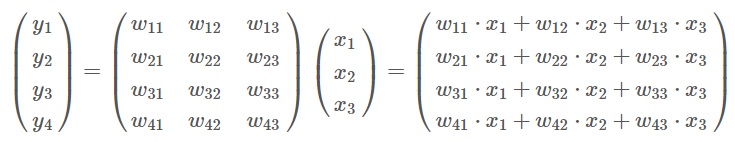 y₁ w₁₁ w₁₂ w₁₃ w₁₁ · x₁ + w₁₂ · x₂ + w₁₃ · x₃
y₂ = w₂₁ w₂₂ w₂₃ x₁ = w₂₁ · x₁ + w₂₂ · x₂ + w₂₃ · x₃
y₃ w₃₁ w₃₂ w₃₃ x₂ w₃₁ · x₁ + w₃₂ · x₂ + w₃₃ · x₃
y₄ w₄₁ w₄₂ w₄₃ x₃ w₄₁ · x₁ + w₄₂ · x₂ + w₄₃ · x₃